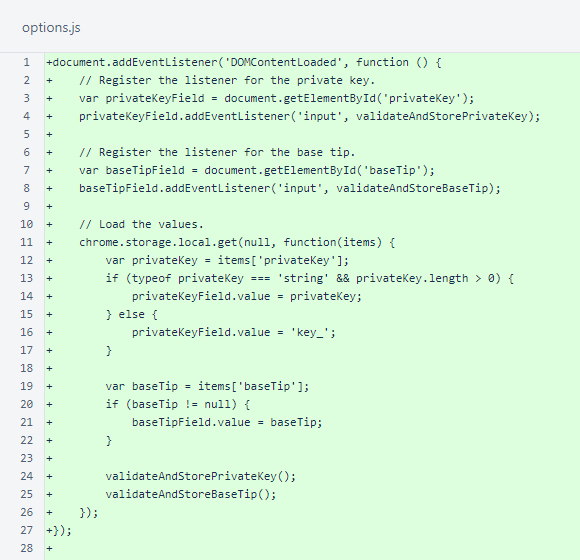 options.js
1 +document.addEventListener('DOMContentLoaded', function () {
2 +    // Register the listener for the private key.
3 +    var privateKeyField = document.getElementById('privateKey');
4 +    privateKeyField.addEventListener('input', validateAndStorePrivateKey);
5 +
6 +    // Register the listener for the base tip.
7 +    var baseTipField = document.getElementById('baseTip');
8 +    baseTipField.addEventListener('input', validateAndStoreBaseTip);
9 +
10 +    // Load the values.
11 +    chrome.storage.local.get(null, function(items) {
12 +        var privateKey = items['privateKey'];
13 +        if (typeof privateKey === 'string' && privateKey.length > 0) {
14 +            privateKeyField.value = privateKey;
15 +        } else {
16 +            privateKeyField.value = 'key_';
17 +        }
18 +
19 +        var baseTip = items['baseTip'];
20 +        if (baseTip != null) {
21 +            baseTipField.value = baseTip;
22 +        }
23 +
24 +        validateAndStorePrivateKey();
25 +        validateAndStoreBaseTip();
26 +    });
27 +});
28 +